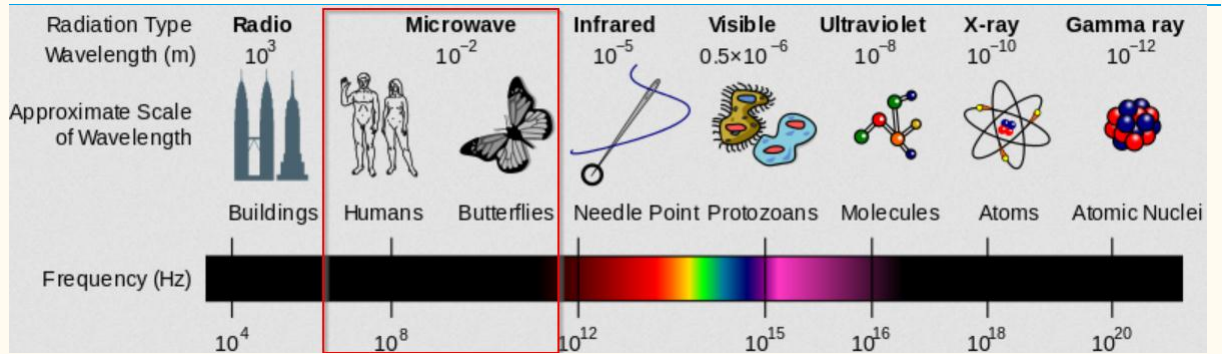 Radiation Type Radio Microwave Infrared Visible Ultraviolet X-ray Gamma ray
Wavelength (m) 10³ 10⁻² 10⁻⁵ 0.5×10⁻⁶ 10⁻⁸ 10⁻¹⁰ 10⁻¹²
Approximate Scale
of Wavelength
Buildings Humans Butterflies Needle Point Protozoans Molecules Atoms Atomic Nuclei
Frequency (Hz)
10⁴ 10⁸ 10¹² 10¹⁵ 10¹⁶ 10¹⁸ 10²⁰